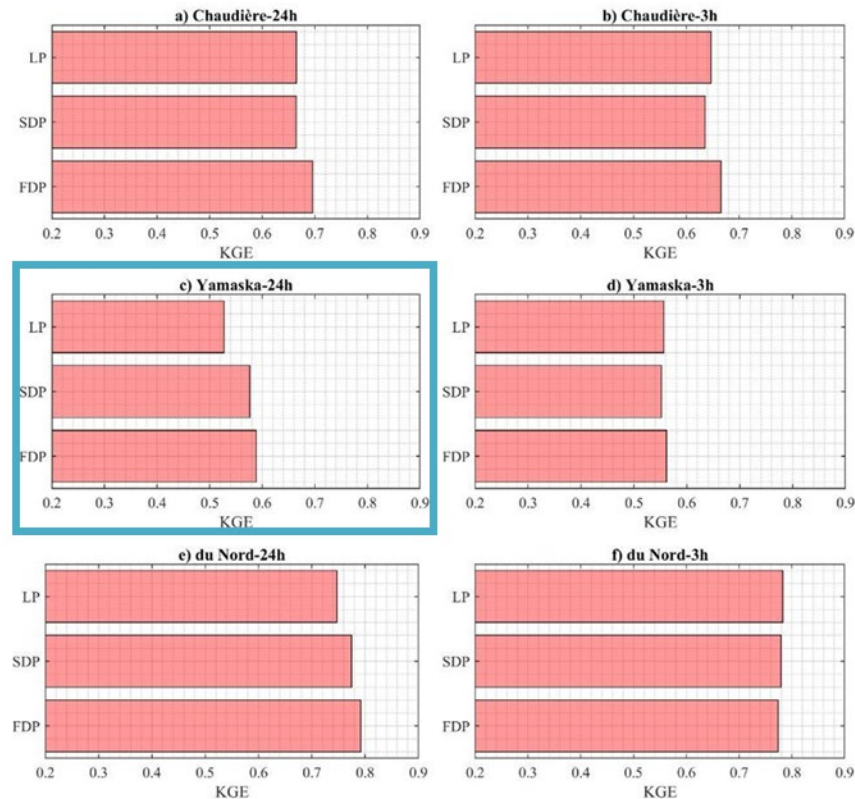 a) Chaudière-24h
LP
SDP
FDP
0.2 0.3 0.4 0.5 0.6 0.7 0.8 0.9
KGE
b) Chaudière-3h
LP
SDP
FDP
0.2 0.3 0.4 0.5 0.6 0.7 0.8 0.9
KGE
c) Yamaska-24h
LP
SDP
FDP
0.2 0.3 0.4 0.5 0.6 0.7 0.8 0.9
KGE
d) Yamaska-3h
LP
SDP
FDP
0.2 0.3 0.4 0.5 0.6 0.7 0.8 0.9
KGE
e) du Nord-24h
LP
SDP
FDP
0.2 0.3 0.4 0.5 0.6 0.7 0.8 0.9
KGE
f) du Nord-3h
LP
SDP
FDP
0.2 0.3 0.4 0.5 0.6 0.7 0.8 0.9
KGE